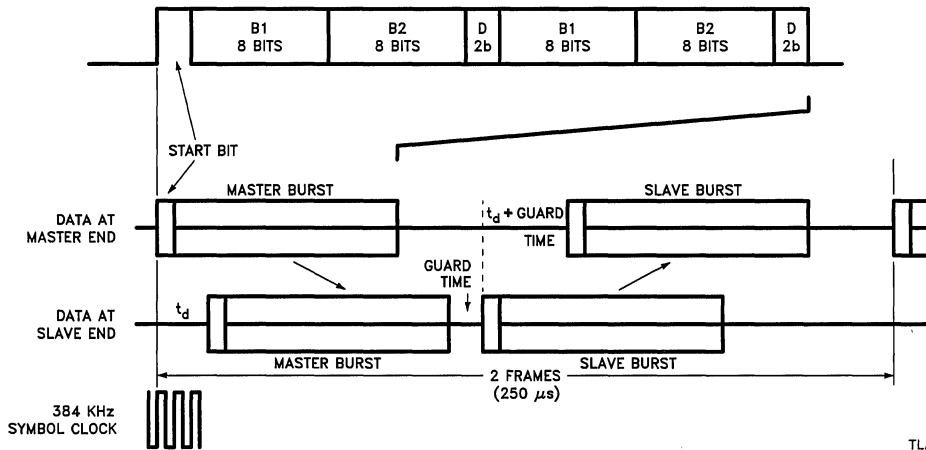 B1 B2 D B1 B2 D
8 BITS 8 BITS 2b 8 BITS 8 BITS 2b
START BIT
MASTER BURST SLAVE BURST
DATA AT
MASTER END
td + GUARD
TIME
GUARD
TIME
DATA AT
SLAVE END
td
MASTER BURST SLAVE BURST
2 FRAMES
(250 μs)
384 KHz
SYMBOL CLOCK
TL/